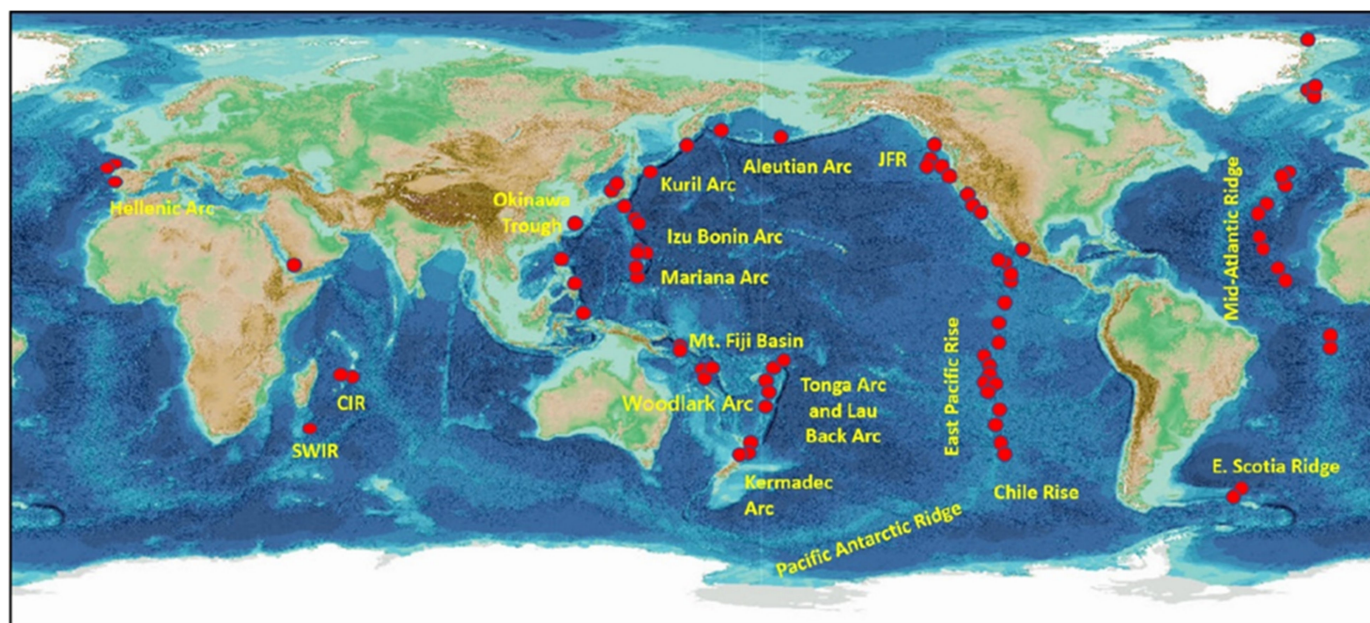 Aleutian Arc
JFR
Kuril Arc
Hellenic Arc
Okinawa
Trough
Izu Bonin Arc
Mariana Arc
Mid-Atlantic Ridge
Mt. Fiji Basin
East Pacific Rise
Woodlark Arc
Tonga Arc
and Lau
Back Arc
CIR
SWIR
E. Scotia Ridge
Kermadec
Arc
Chile Rise
Pacific Antarctic Ridge